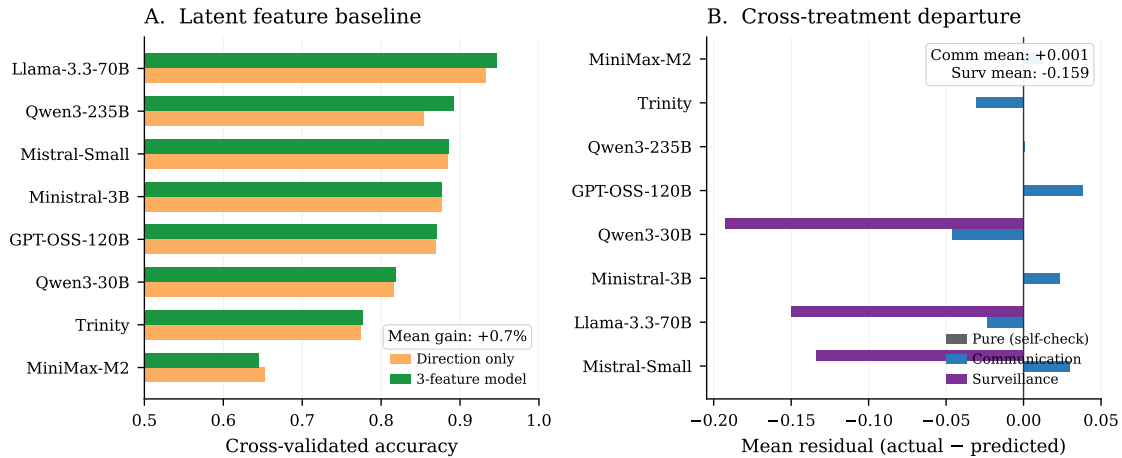 A.  Latent feature baseline
Llama-3.3-70B
Qwen3-235B
Mistral-Small
Ministral-3B
GPT-OSS-120B
Qwen3-30B
Trinity
MiniMax-M2
Mean gain: +0.7%
Direction only
3-feature model
0.5 0.6 0.7 0.8 0.9 1.0
Cross-validated accuracy
B.  Cross-treatment departure
Comm mean: +0.001
Surv mean: -0.159
MiniMax-M2
Trinity
Qwen3-235B
GPT-OSS-120B
Qwen3-30B
Ministral-3B
Llama-3.3-70B
Mistral-Small
Pure (self-check)
Communication
Surveillance
−0.20 −0.15 −0.10 −0.05 0.00 0.05
Mean residual (actual − predicted)